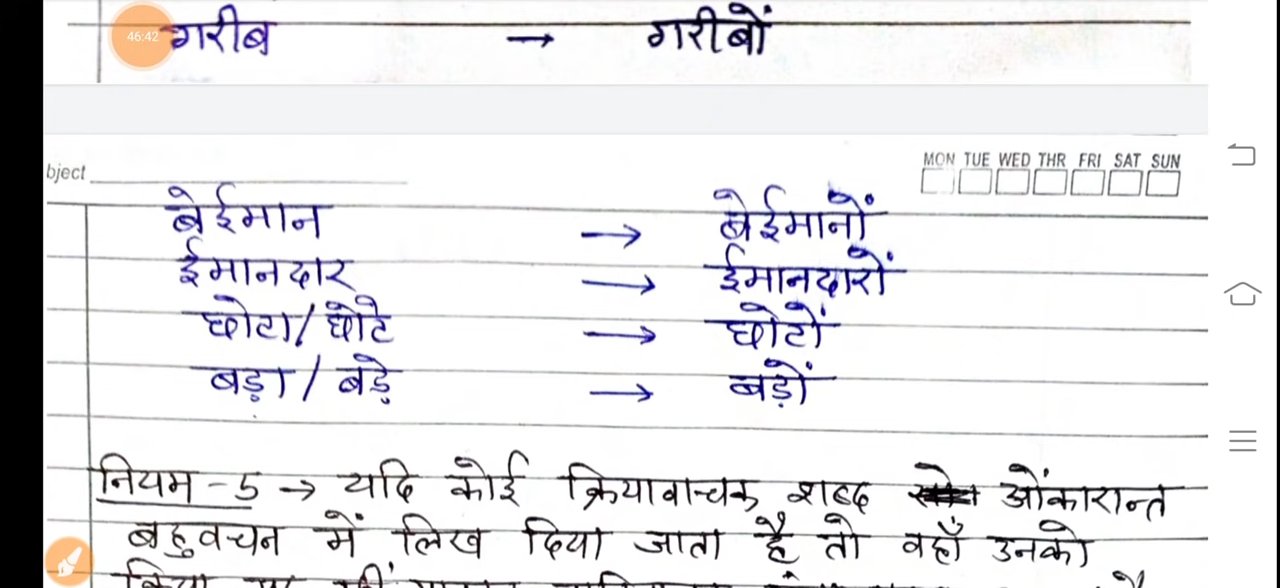 46:42
गरीब → गरीबों
bject
MON TUE WED THR FRI SAT SUN
बेईमान → बेईमानों
ईमानदार → ईमानदारों
छोटा/छोटे → छोटों
बड़ा/बड़े → बड़ों
नियम-5 → यदि कोई क्रियावाचक शब्द ओंकारान्त
बहुवचन में लिख दिया जाता है तो वहाँ उनको